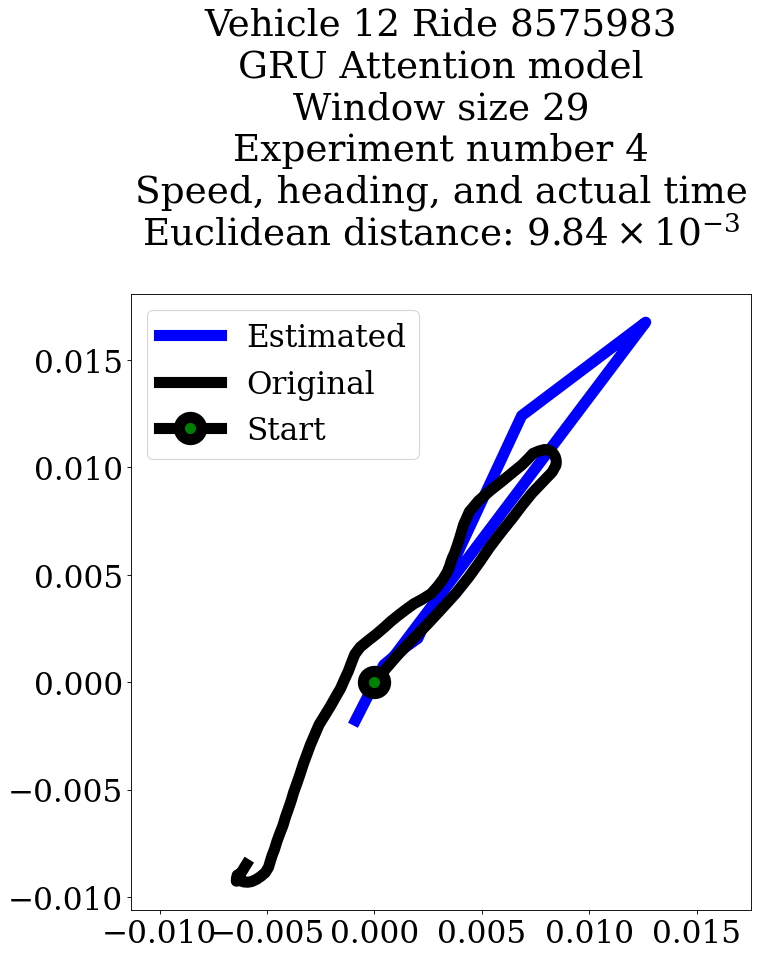 Vehicle 12 Ride 8575983
GRU Attention model
Window size 29
Experiment number 4
Speed, heading, and actual time
Euclidean distance: 9.84 × 10⁻³
Estimated
Original
Start
0.015
0.010
0.005
0.000
−0.005
−0.010
−0.010 −0.005 0.000 0.005 0.010 0.015